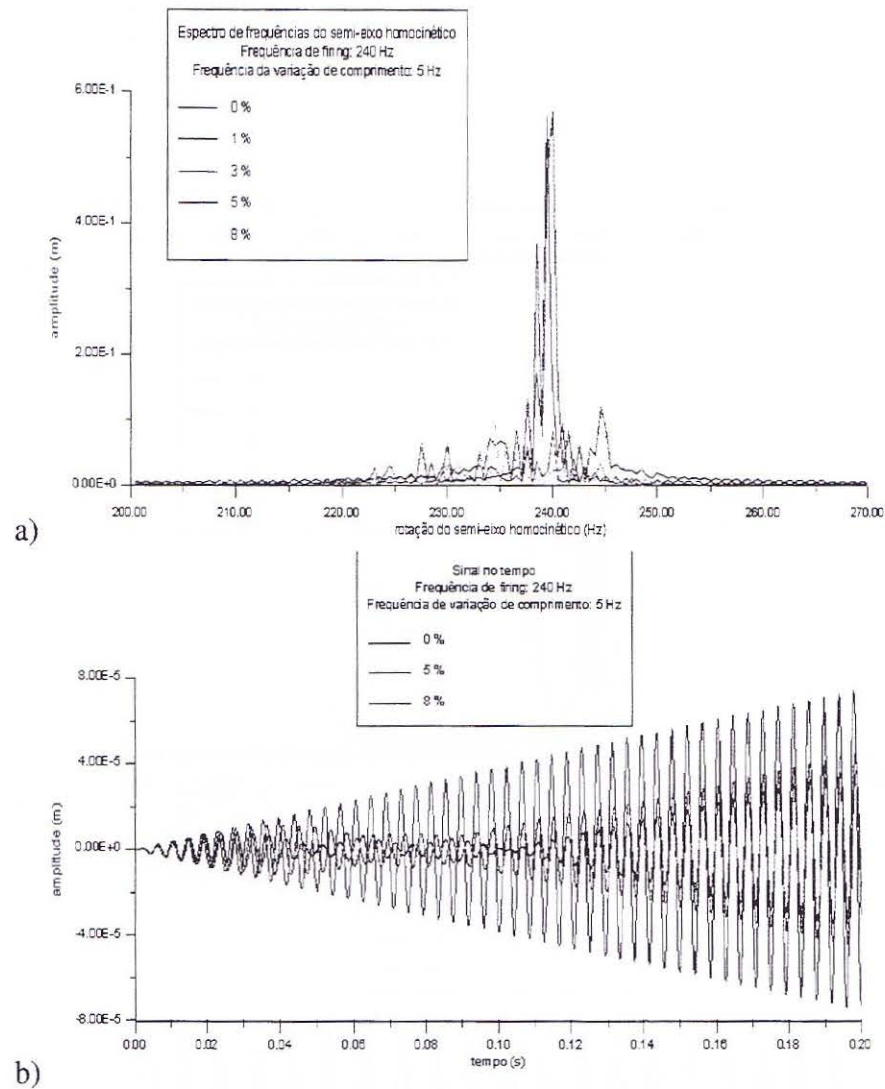 Espectro de frequências do semi-eixo homocinético
Frequência de firing: 240 Hz
Frequência da variação de comprimento: 5 Hz
0 %
1 %
3 %
5 %
8 %
amplitude (m)
6.00E-1
4.00E-1
2.00E-1
0.00E+0
200.00 210.00 220.00 230.00 240.00 250.00 260.00 270.00
rotação do semi-eixo homocinético (Hz)
a)
Sinal no tempo
Frequência de firing: 240 Hz
Frequência de variação de comprimento: 5 Hz
0 %
5 %
8 %
amplitude (m)
8.00E-5
4.00E-5
0.00E+0
-4.00E-5
-8.00E-5
0.00 0.02 0.04 0.06 0.08 0.10 0.12 0.14 0.16 0.18 0.20
tempo (s)
b)